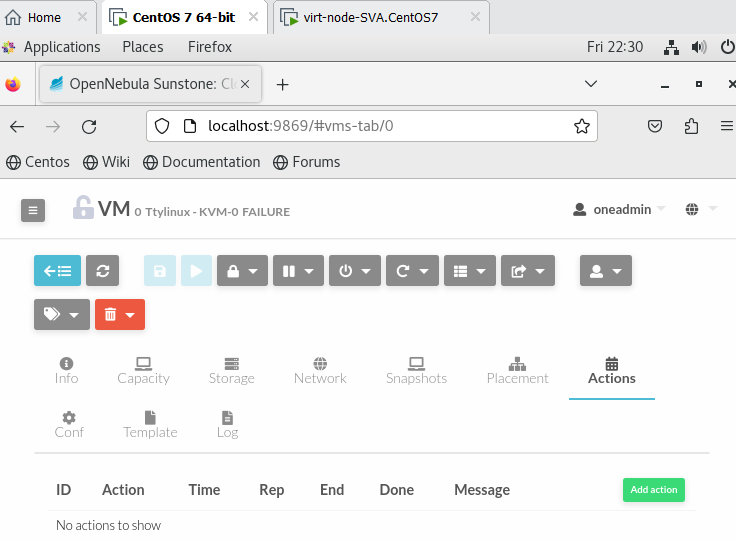 Home CentOS 7 64-bit virt-node-SVA.CentOS7
Applications Places Firefox Fri 22:30
OpenNebula Sunstone: Cl
localhost:9869/#vms-tab/0
Centos Wiki Documentation Forums
VM 0 Ttylinux - KVM-0 FAILURE oneadmin
Info Capacity Storage Network Snapshots Placement Actions
Conf Template Log
ID Action Time Rep End Done Message Add action
No actions to show